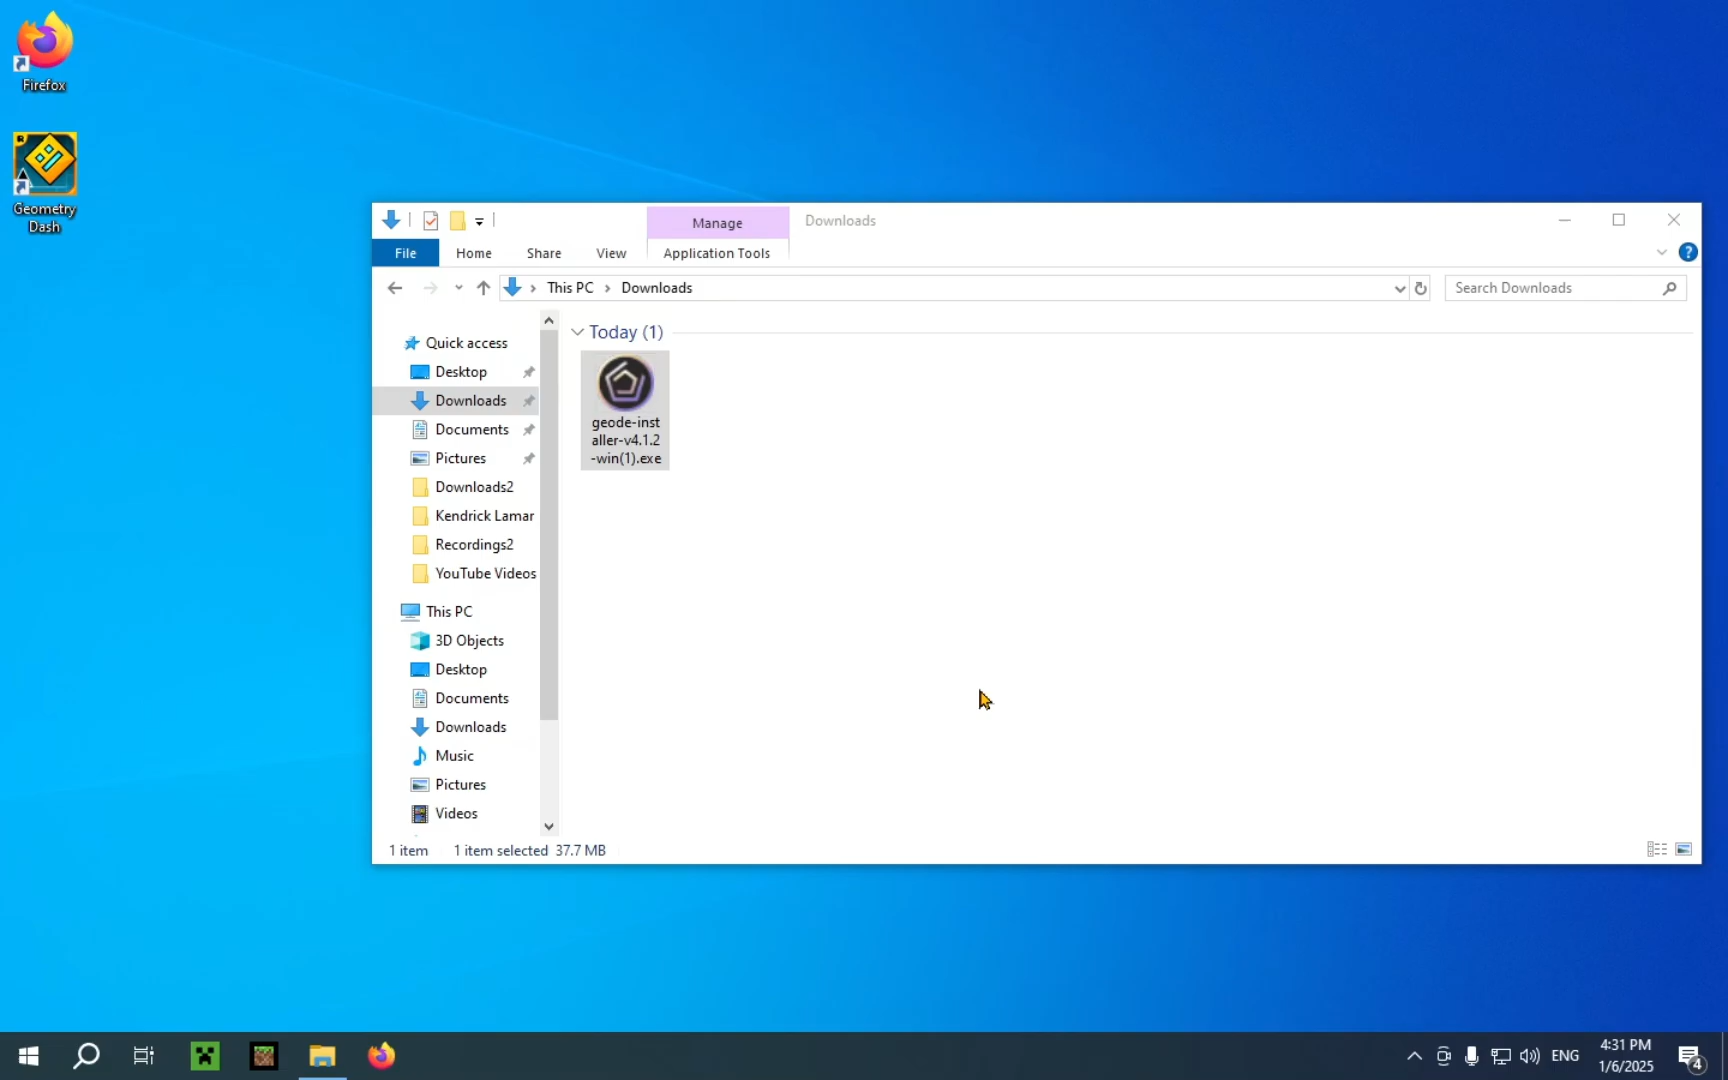 Firefox
Geometry
Dash
Manage
Downloads
File
Home
Share
View
Application Tools
This PC
Downloads
Search Downloads
Quick access
Desktop
Downloads
Documents
Pictures
Downloads2
Kendrick Lamar
Recordings2
YouTube Videos
This PC
3D Objects
Desktop
Documents
Downloads
Music
Pictures
Videos
Today (1)
geode-inst
aller-v4.1.2
-win(1).exe
1 item
1 item selected 37.7 MB
ENG
4:31 PM
1/6/2025
4